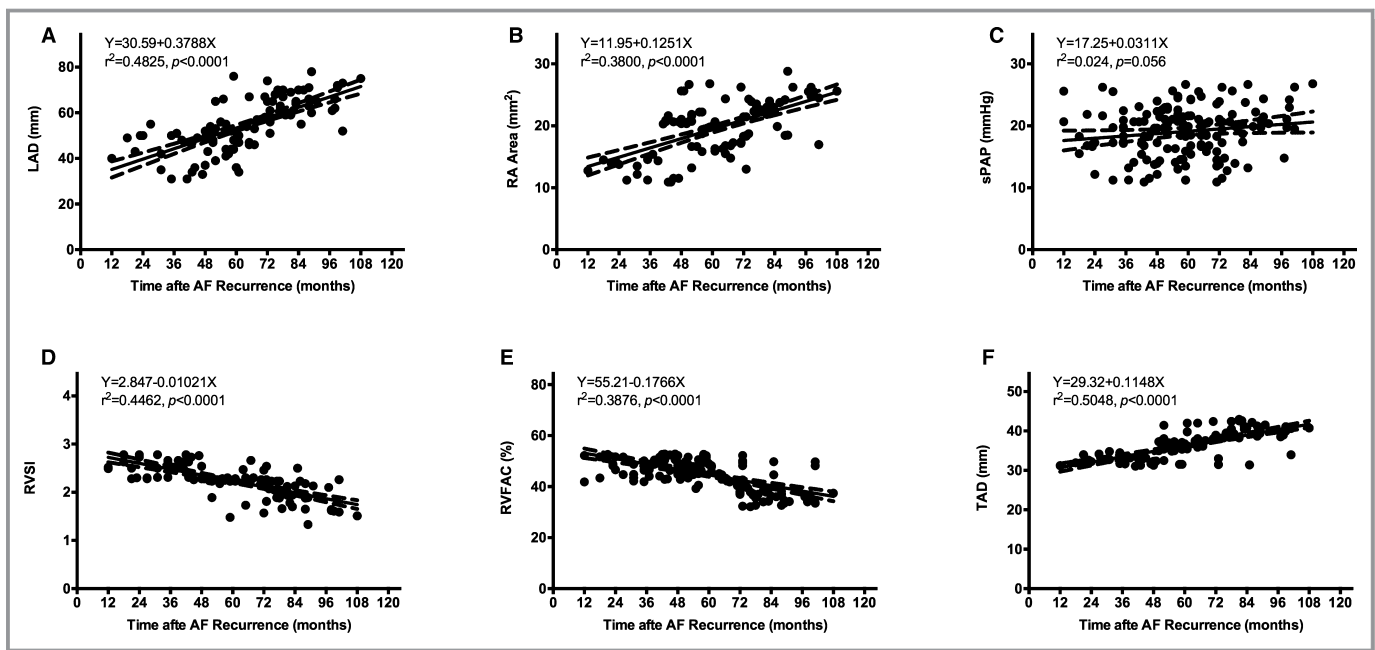 A
Y=30.59+0.3788X
r²=0.4825, p<0.0001
LAD (mm)
80
60
40
20
0
0 12 24 36 48 60 72 84 96 108 120
Time afte AF Recurrence (months)
B
Y=11.95+0.1251X
r²=0.3800, p<0.0001
RA Area (mm²)
30
20
10
0
0 12 24 36 48 60 72 84 96 108 120
Time afte AF Recurrence (months)
C
Y=17.25+0.0311X
r²=0.024, p=0.056
sPAP (mmHg)
30
20
10
0
0 12 24 36 48 60 72 84 96 108 120
Time afte AF Recurrence (months)
D
Y=2.847-0.01021X
r²=0.4462, p<0.0001
RVSI
4
3
2
1
0
0 12 24 36 48 60 72 84 96 108 120
Time afte AF Recurrence (months)
E
Y=55.21-0.1766X
r²=0.3876, p<0.0001
RVFAC (%)
80
60
40
20
0
0 12 24 36 48 60 72 84 96 108 120
Time afte AF Recurrence (months)
F
Y=29.32+0.1148X
r²=0.5048, p<0.0001
TAD (mm)
50
40
30
20
10
0
0 12 24 36 48 60 72 84 96 108 120
Time afte AF Recurrence (months)